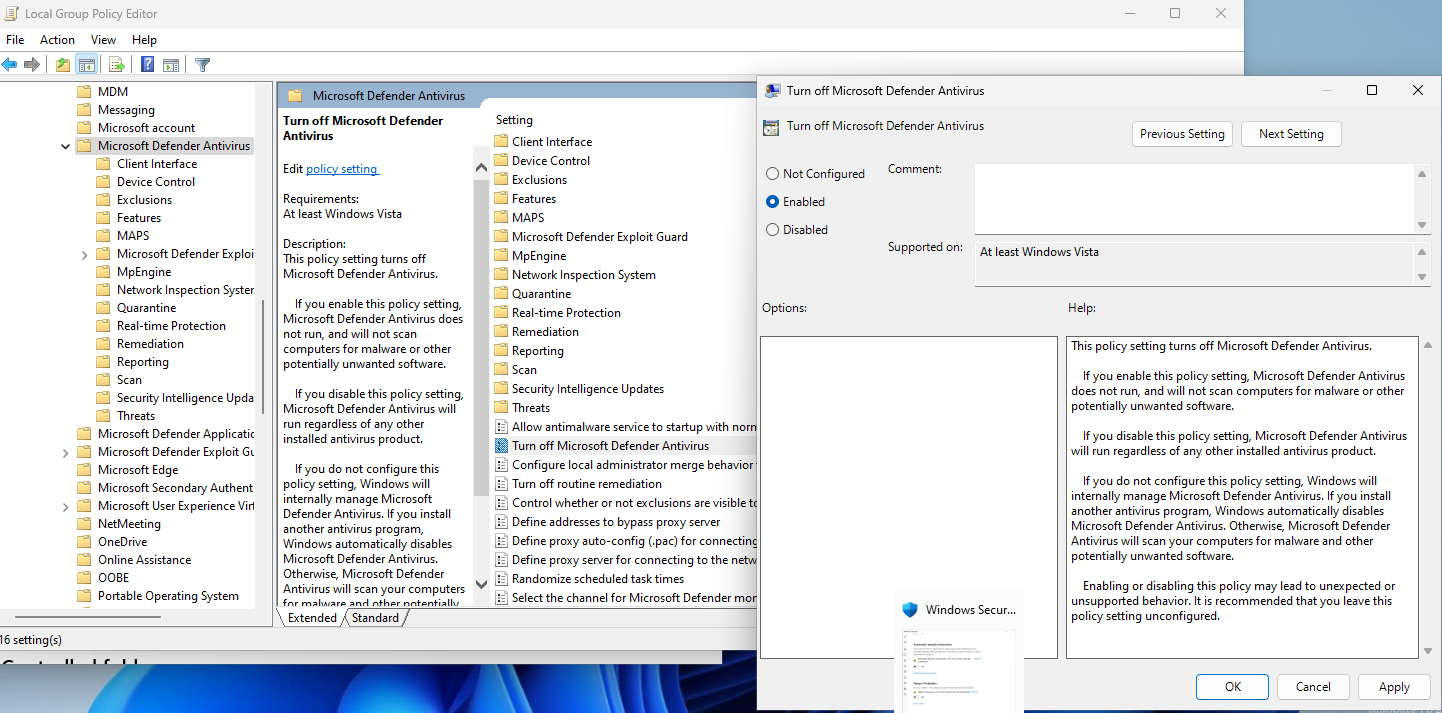 Local Group Policy Editor
File Action View Help
MDM
Messaging
Microsoft account
Microsoft Defender Antivirus
Client Interface
Device Control
Exclusions
Features
MAPS
Microsoft Defender Exploi
MpEngine
Network Inspection System
Quarantine
Real-time Protection
Remediation
Reporting
Scan
Security Intelligence Upda
Threats
Microsoft Defender Applicatio
Microsoft Defender Exploit Gu
Microsoft Edge
Microsoft Secondary Authent
Microsoft User Experience Virt
NetMeeting
OneDrive
Online Assistance
OOBE
Portable Operating System
16 setting(s)
Microsoft Defender Antivirus
Turn off Microsoft Defender
Antivirus
Edit policy setting
Requirements:
At least Windows Vista
Description:
This policy setting turns off
Microsoft Defender Antivirus.
If you enable this policy setting,
Microsoft Defender Antivirus does
not run, and will not scan
computers for malware or other
potentially unwanted software.
If you disable this policy setting,
Microsoft Defender Antivirus will
run regardless of any other
installed antivirus product.
If you do not configure this
policy setting, Windows will
internally manage Microsoft
Defender Antivirus. If you install
another antivirus program,
Windows automatically disables
Microsoft Defender Antivirus.
Otherwise, Microsoft Defender
Antivirus will scan your computers
for malware and other potentially
Setting
Client Interface
Device Control
Exclusions
Features
MAPS
Microsoft Defender Exploit Guard
MpEngine
Network Inspection System
Quarantine
Real-time Protection
Remediation
Reporting
Scan
Security Intelligence Updates
Threats
Allow antimalware service to startup with norm
Turn off Microsoft Defender Antivirus
Configure local administrator merge behavior
Turn off routine remediation
Control whether or not exclusions are visible to
Define addresses to bypass proxy server
Define proxy auto-config (.pac) for connecting
Define proxy server for connecting to the netw
Randomize scheduled task times
Select the channel for Microsoft Defender mon
Extended Standard
Turn off Microsoft Defender Antivirus
Turn off Microsoft Defender Antivirus
Previous Setting Next Setting
Not Configured
Enabled
Disabled
Comment:
Supported on:
At least Windows Vista
Options:
Help:
This policy setting turns off Microsoft Defender Antivirus.
If you enable this policy setting, Microsoft Defender Antivirus
does not run, and will not scan computers for malware or other
potentially unwanted software.
If you disable this policy setting, Microsoft Defender Antivirus
will run regardless of any other installed antivirus product.
If you do not configure this policy setting, Windows will
internally manage Microsoft Defender Antivirus. If you install
another antivirus program, Windows automatically disables
Microsoft Defender Antivirus. Otherwise, Microsoft Defender
Antivirus will scan your computers for malware and other
potentially unwanted software.
Enabling or disabling this policy may lead to unexpected or
unsupported behavior. It is recommended that you leave this
policy setting unconfigured.
Windows Secur...
OK Cancel Apply